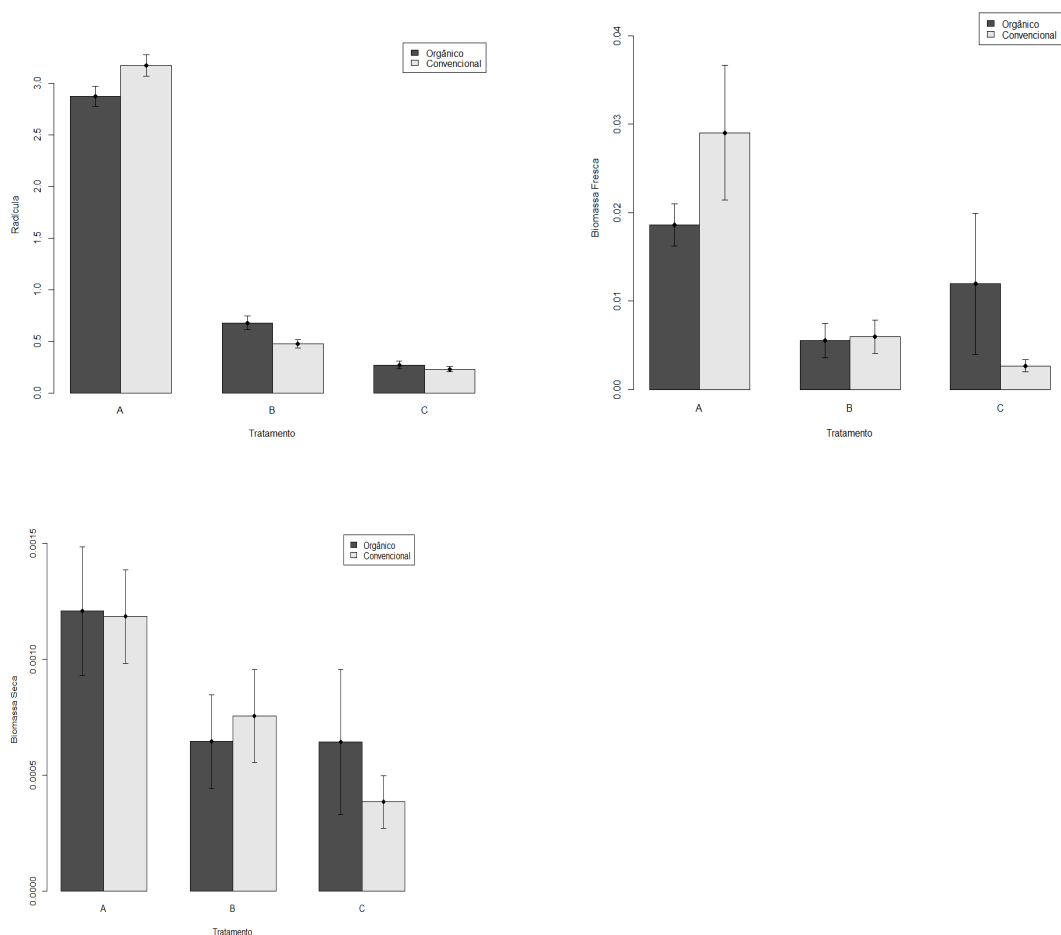 Orgânico
Convencional
Radícula
3.0
2.5
2.0
1.5
1.0
0.5
0.0
A B C
Tratamento
Orgânico
Convencional
Biomassa Fresca
0.04
0.03
0.02
0.01
0.00
A B C
Tratamento
Orgânico
Convencional
Biomassa Seca
0.0015
0.0010
0.0005
0.0000
A B C
Tratamento